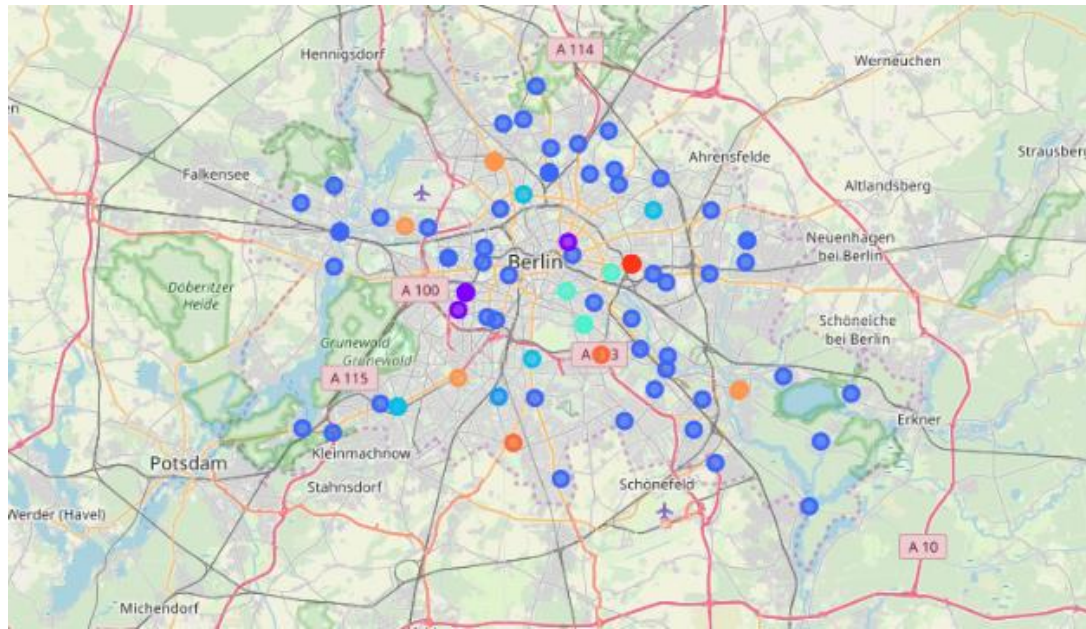 A 114
Hennigsdorf
Werneuchen
Ahrensfelde
Falkensee
Altlandsberg
Neuenhagen
bei Berlin
Berlin
Döberitzer
Heide
A 100
Schöneiche
bei Berlin
Grunewald
Grunewald
A 115
Erkner
Kleinmachnow
Potsdam
Stahnsdorf
Schönefeld
Werder (Havel)
A 10
Michendorf